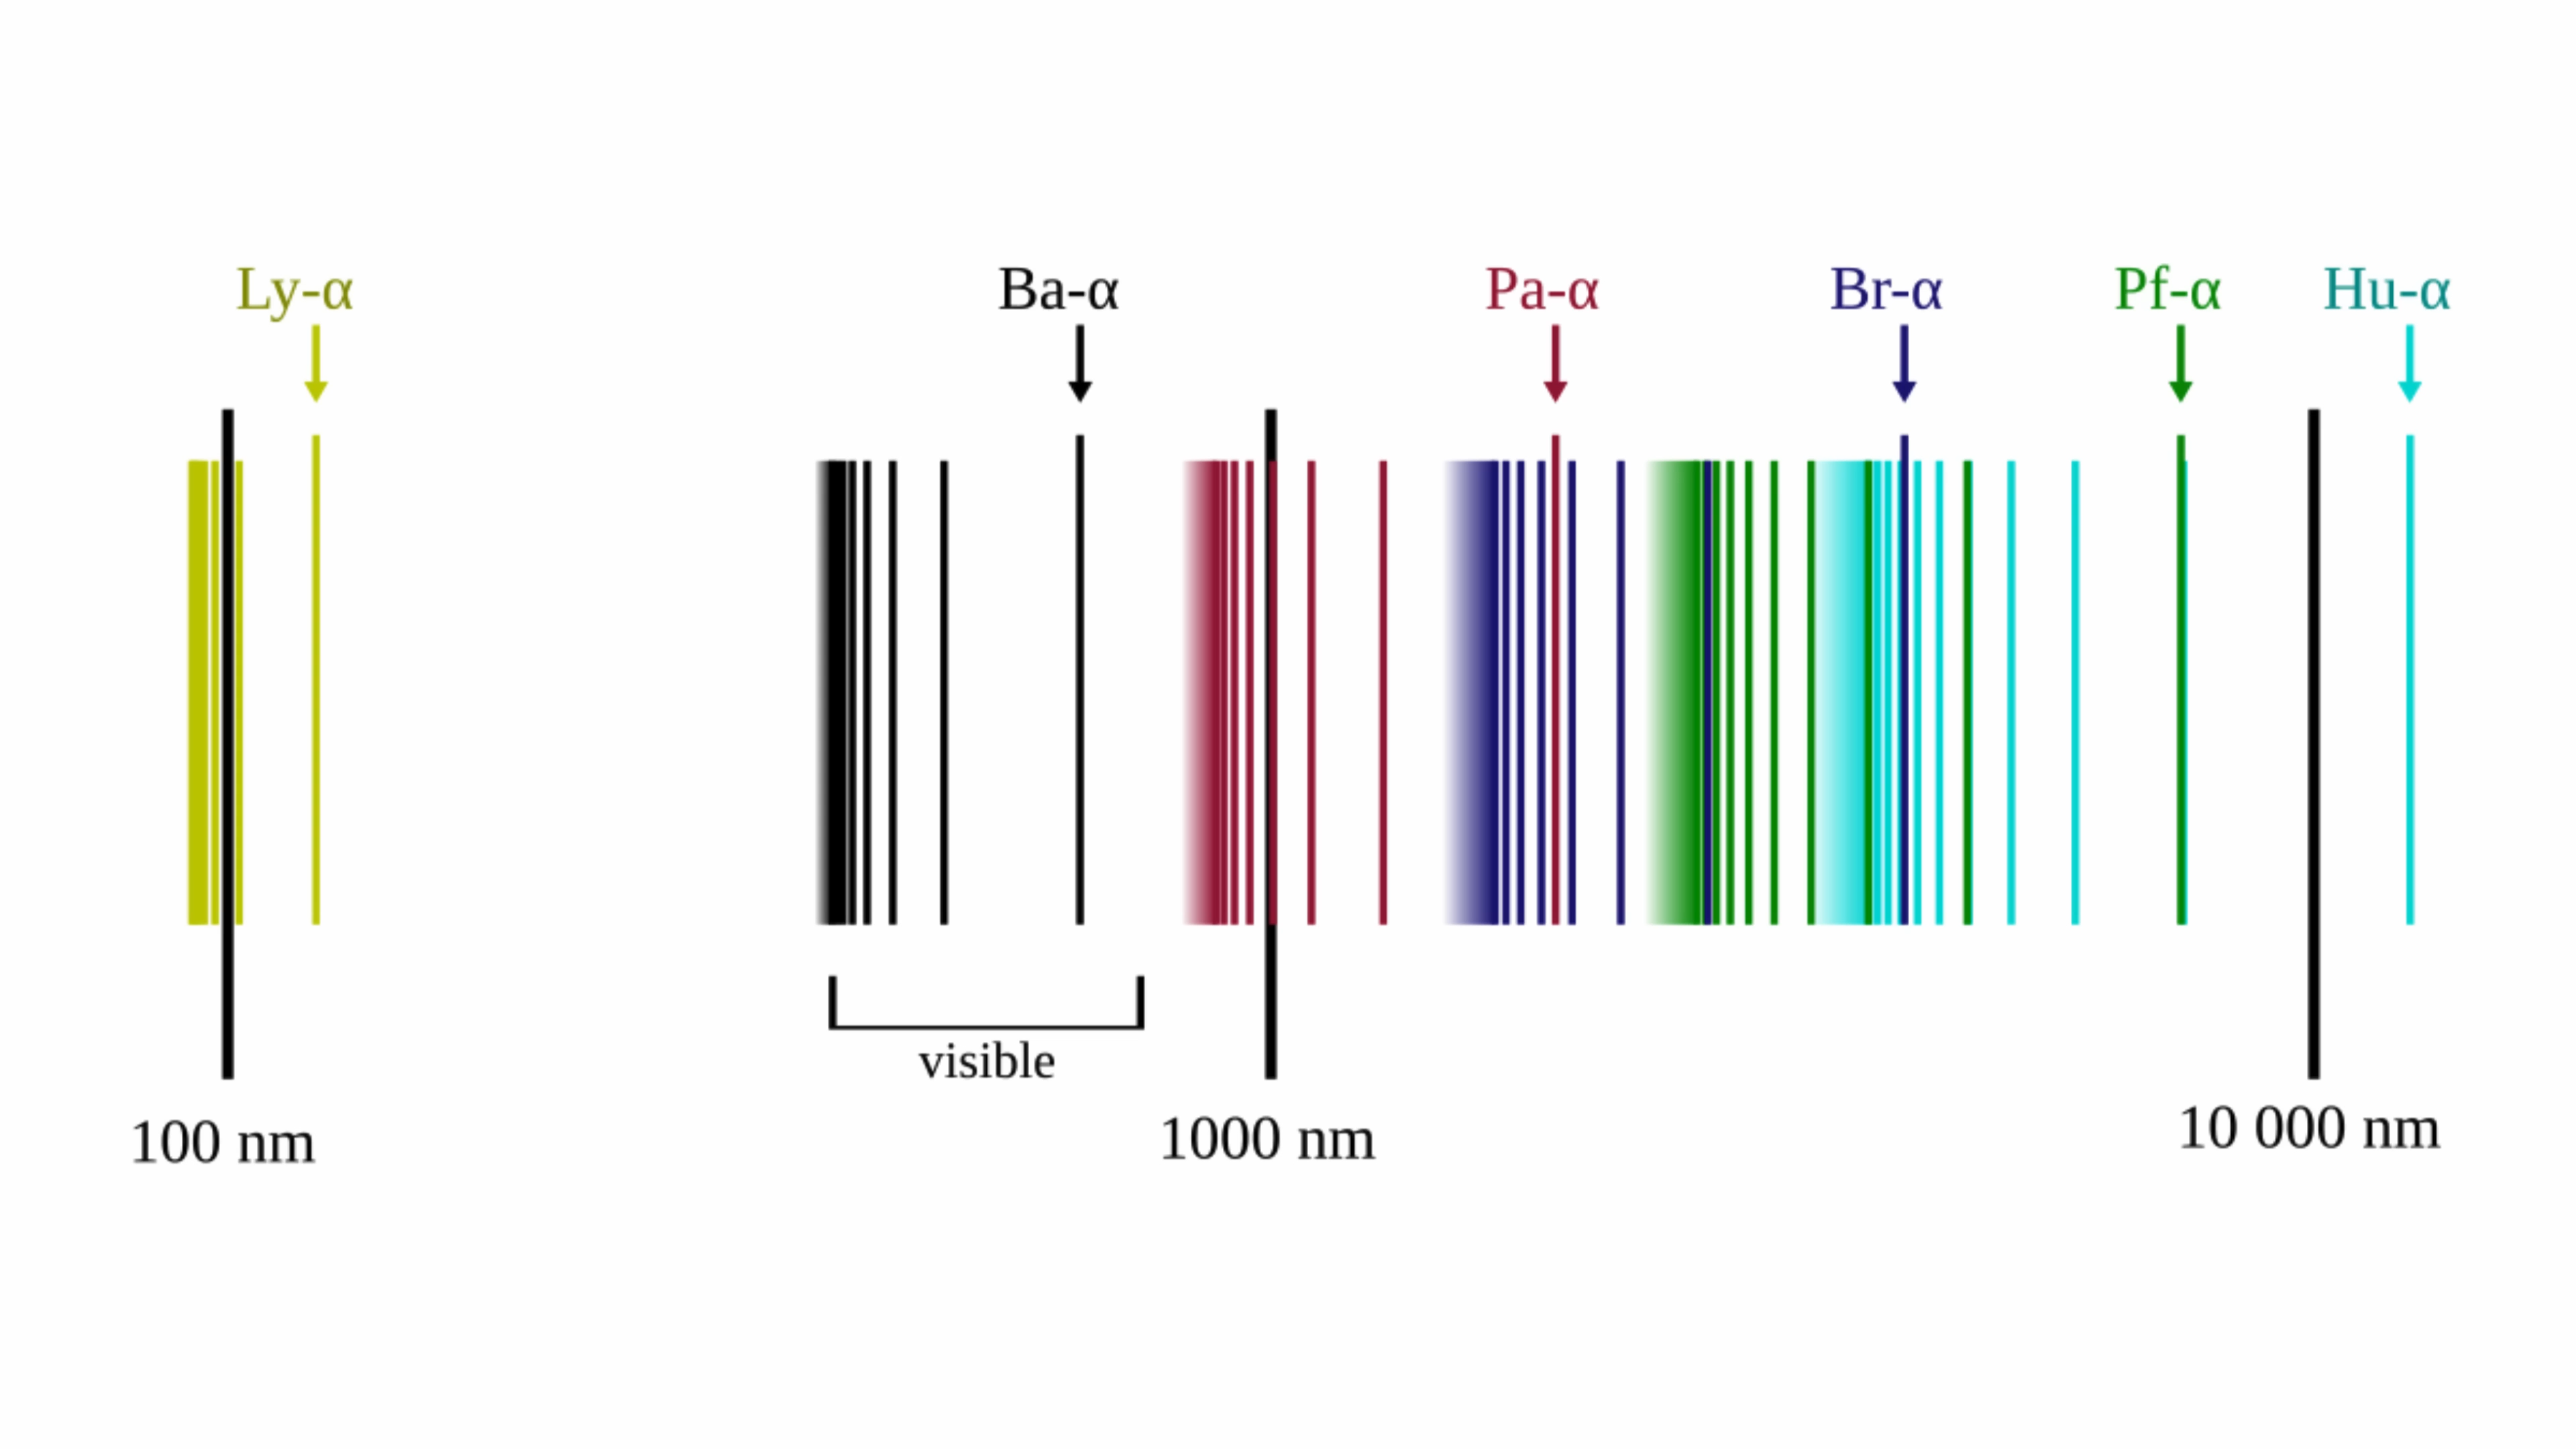 Ly-α
Ba-α
Pa-α
Br-α
Pf-α
Hu-α
visible
100 nm
1000 nm
10 000 nm